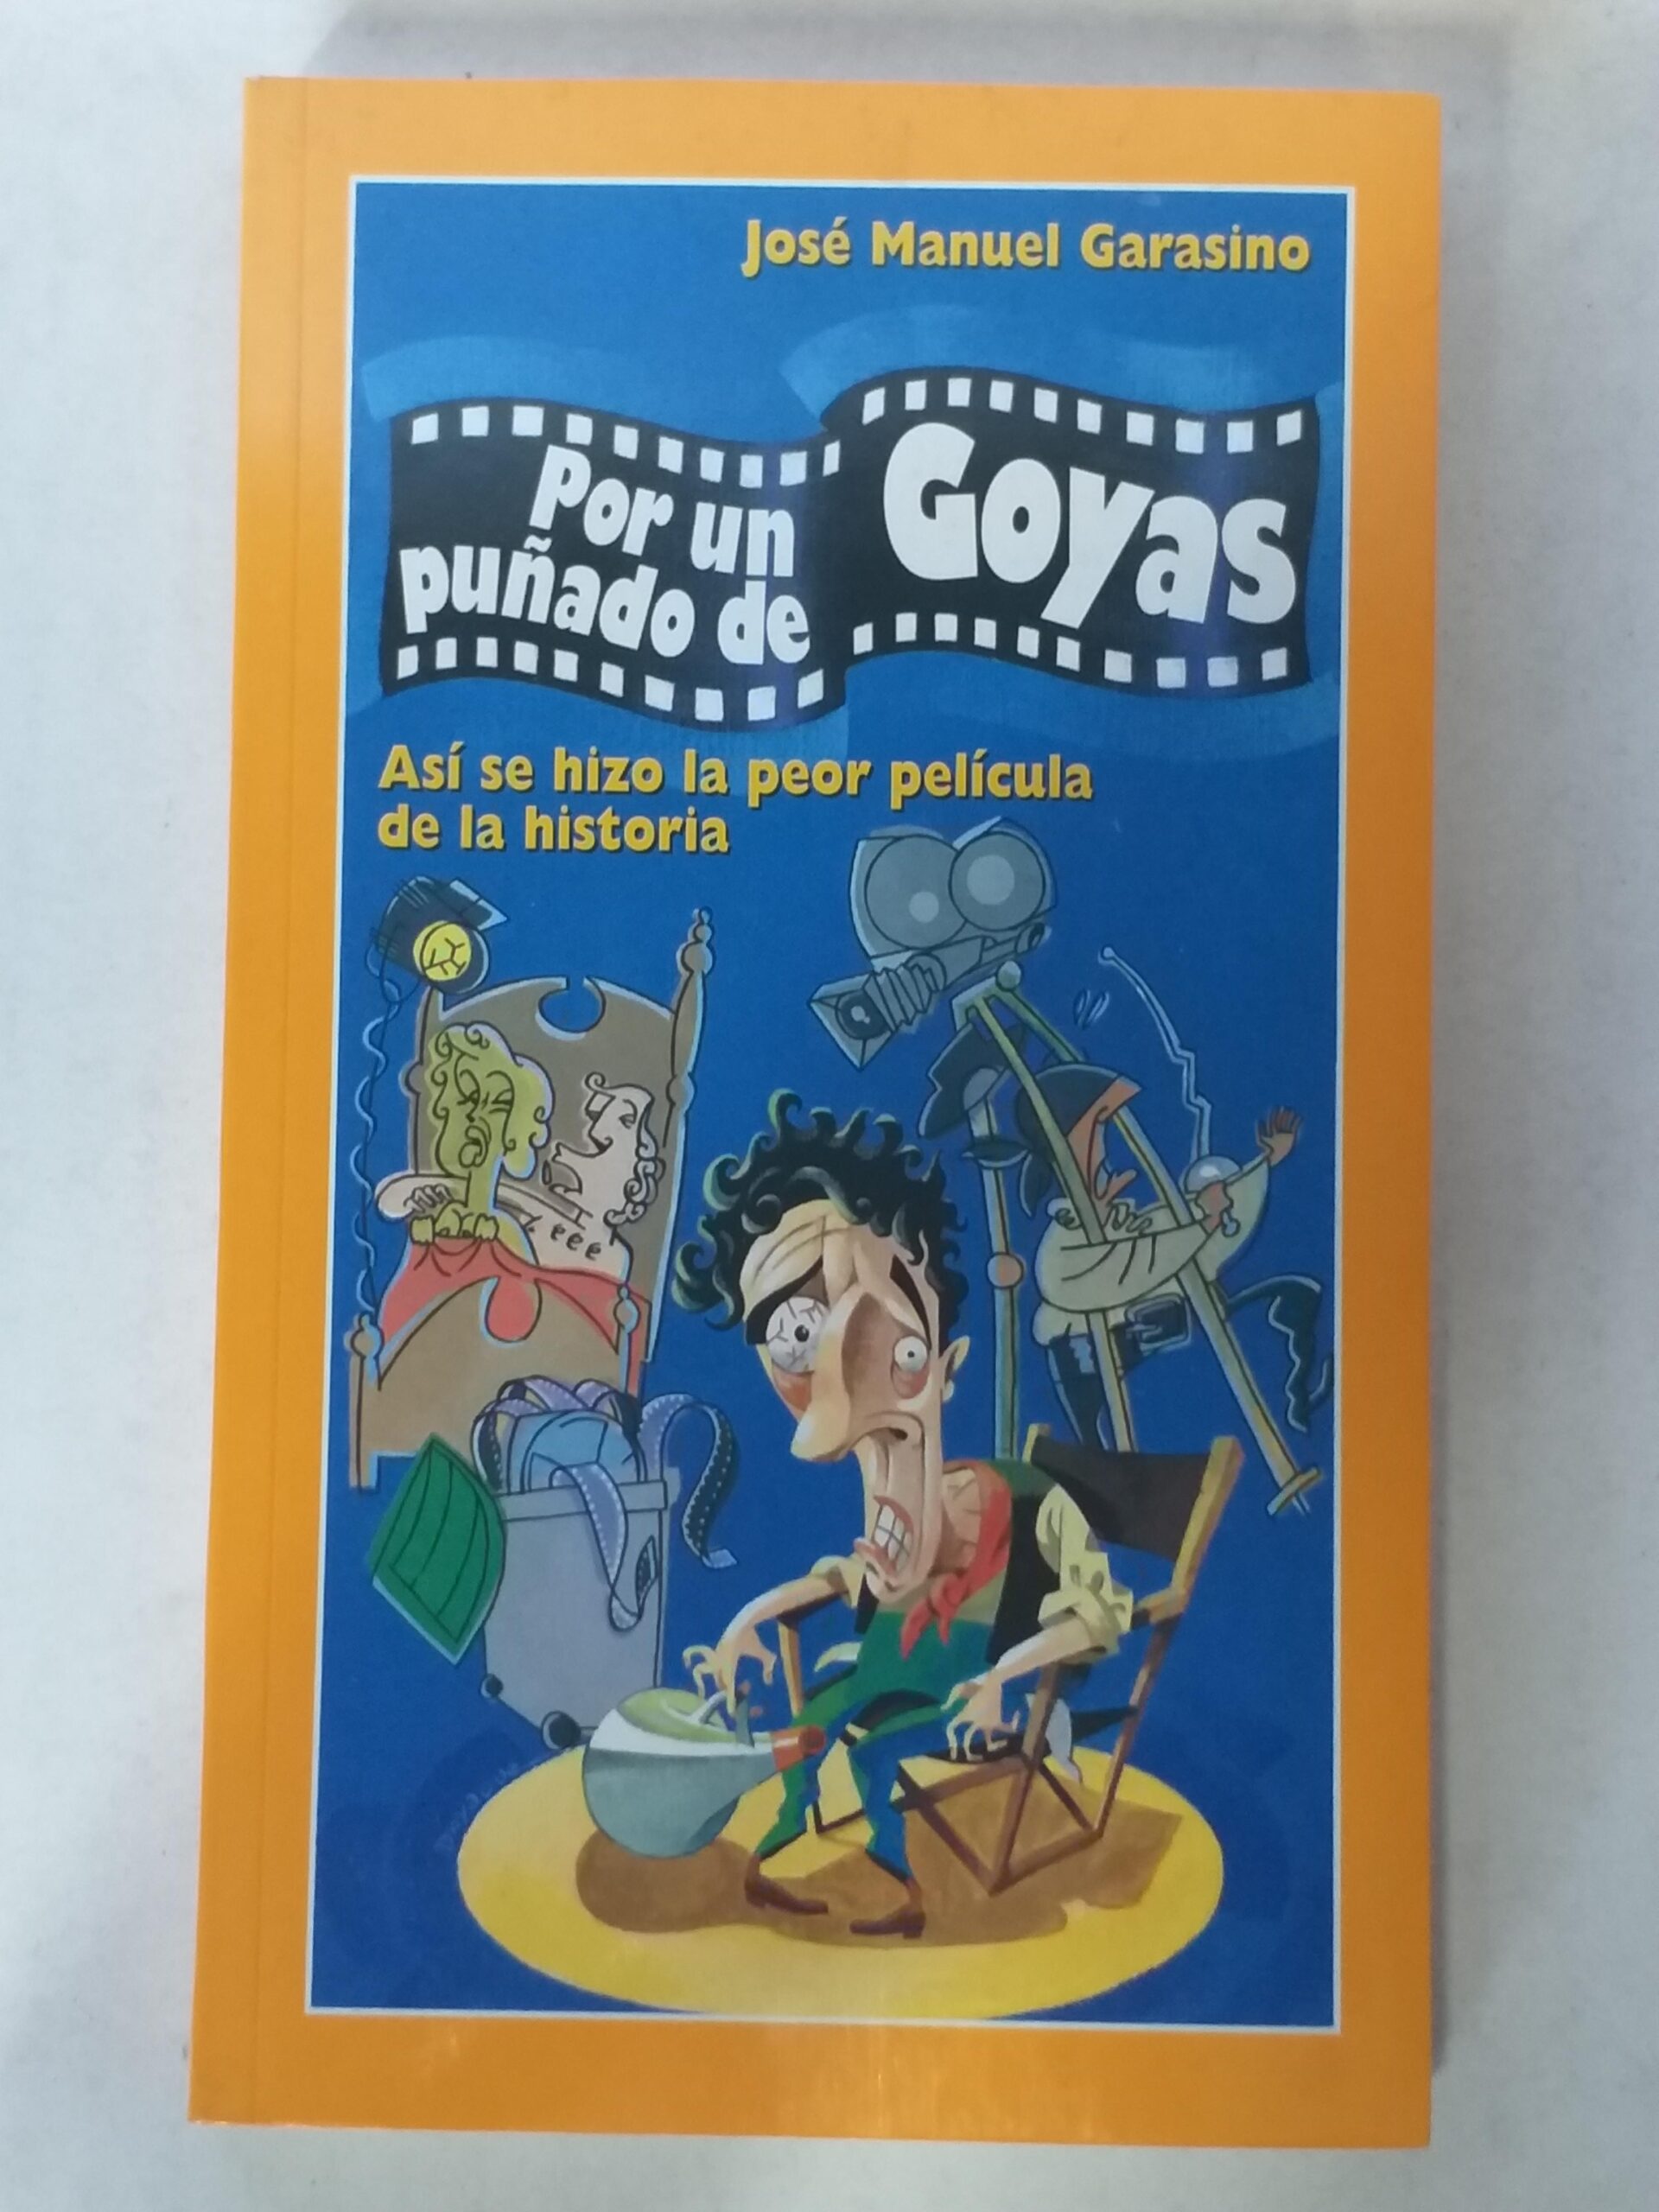 José Manuel Garasino
Por un
puñado de
Goyas
Así se hizo la peor película
de la historia